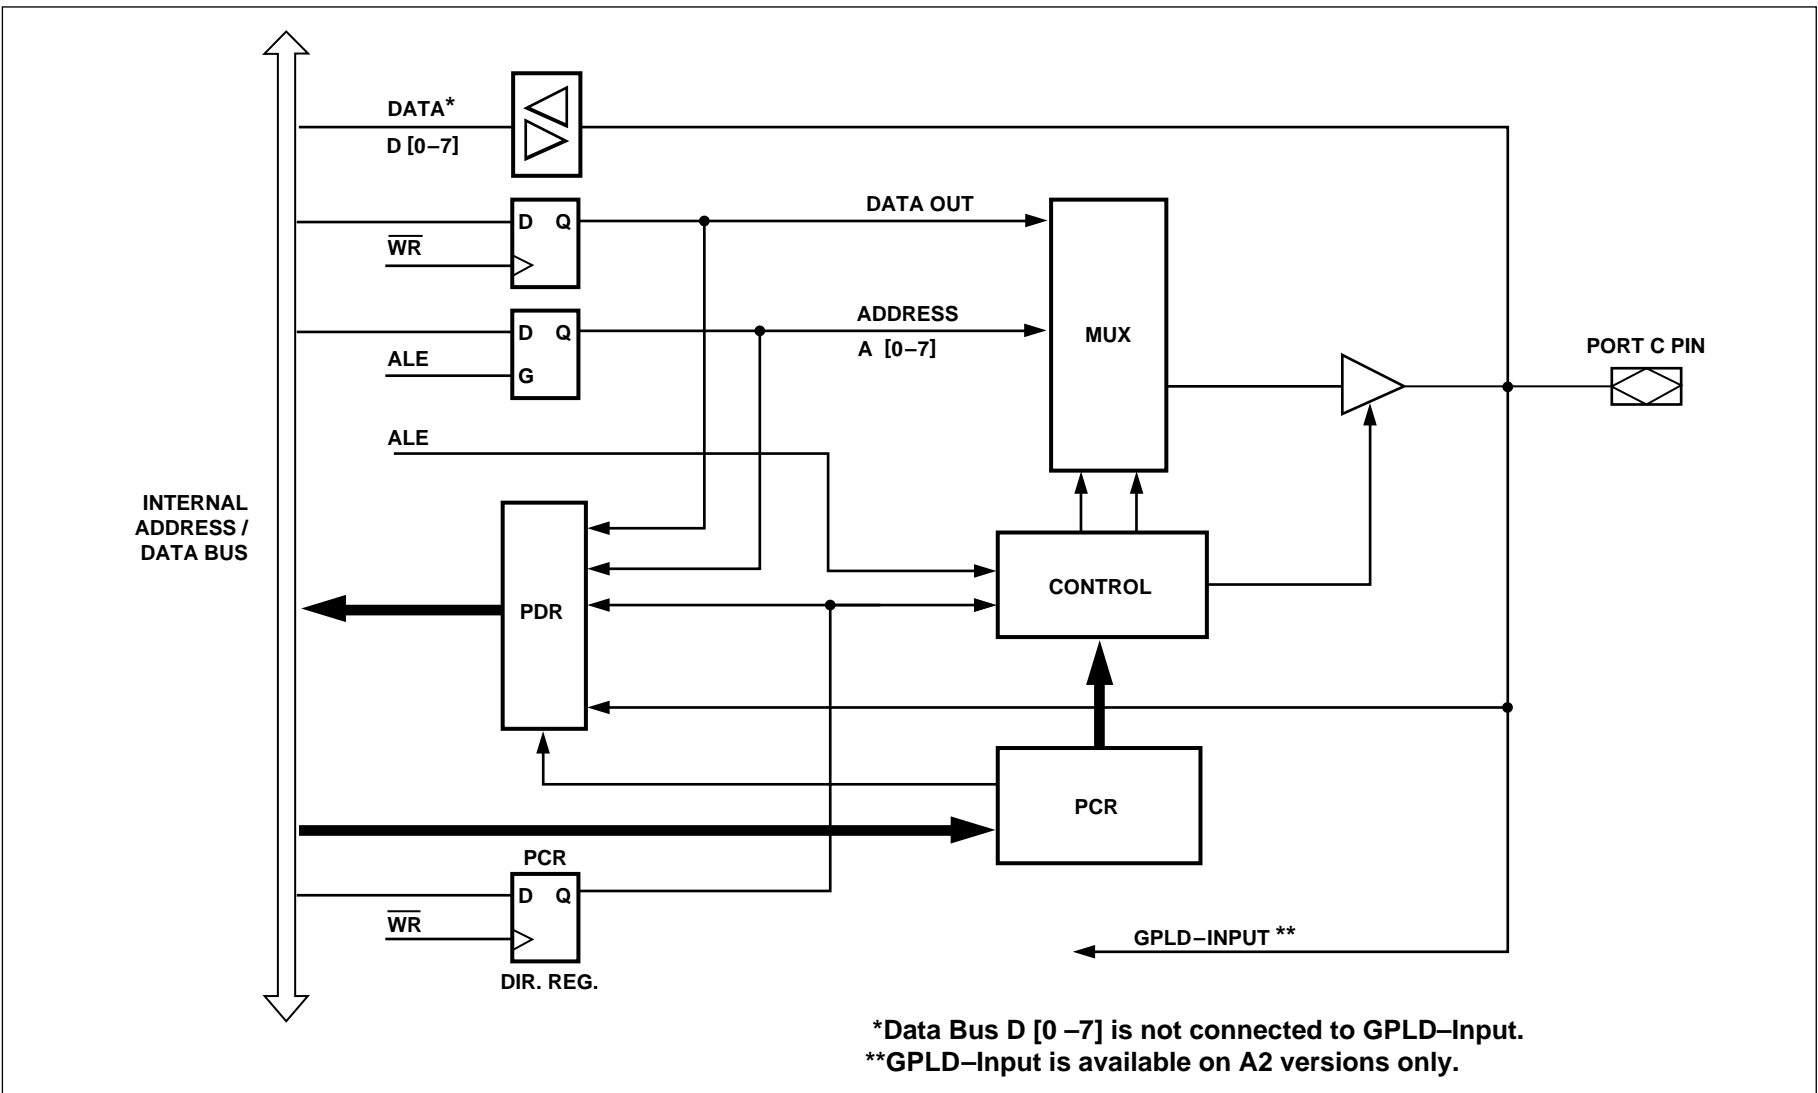 DATA*
D [0–7]
D Q
WR
DATA OUT
D Q
ALE
G
ADDRESS
A [0–7]
MUX
PORT C PIN
ALE
INTERNAL
ADDRESS /
DATA BUS
PDR
CONTROL
PCR
PCR
D Q
WR
DIR. REG.
GPLD–INPUT **
*Data Bus D [0 –7] is not connected to GPLD–Input.
**GPLD–Input is available on A2 versions only.